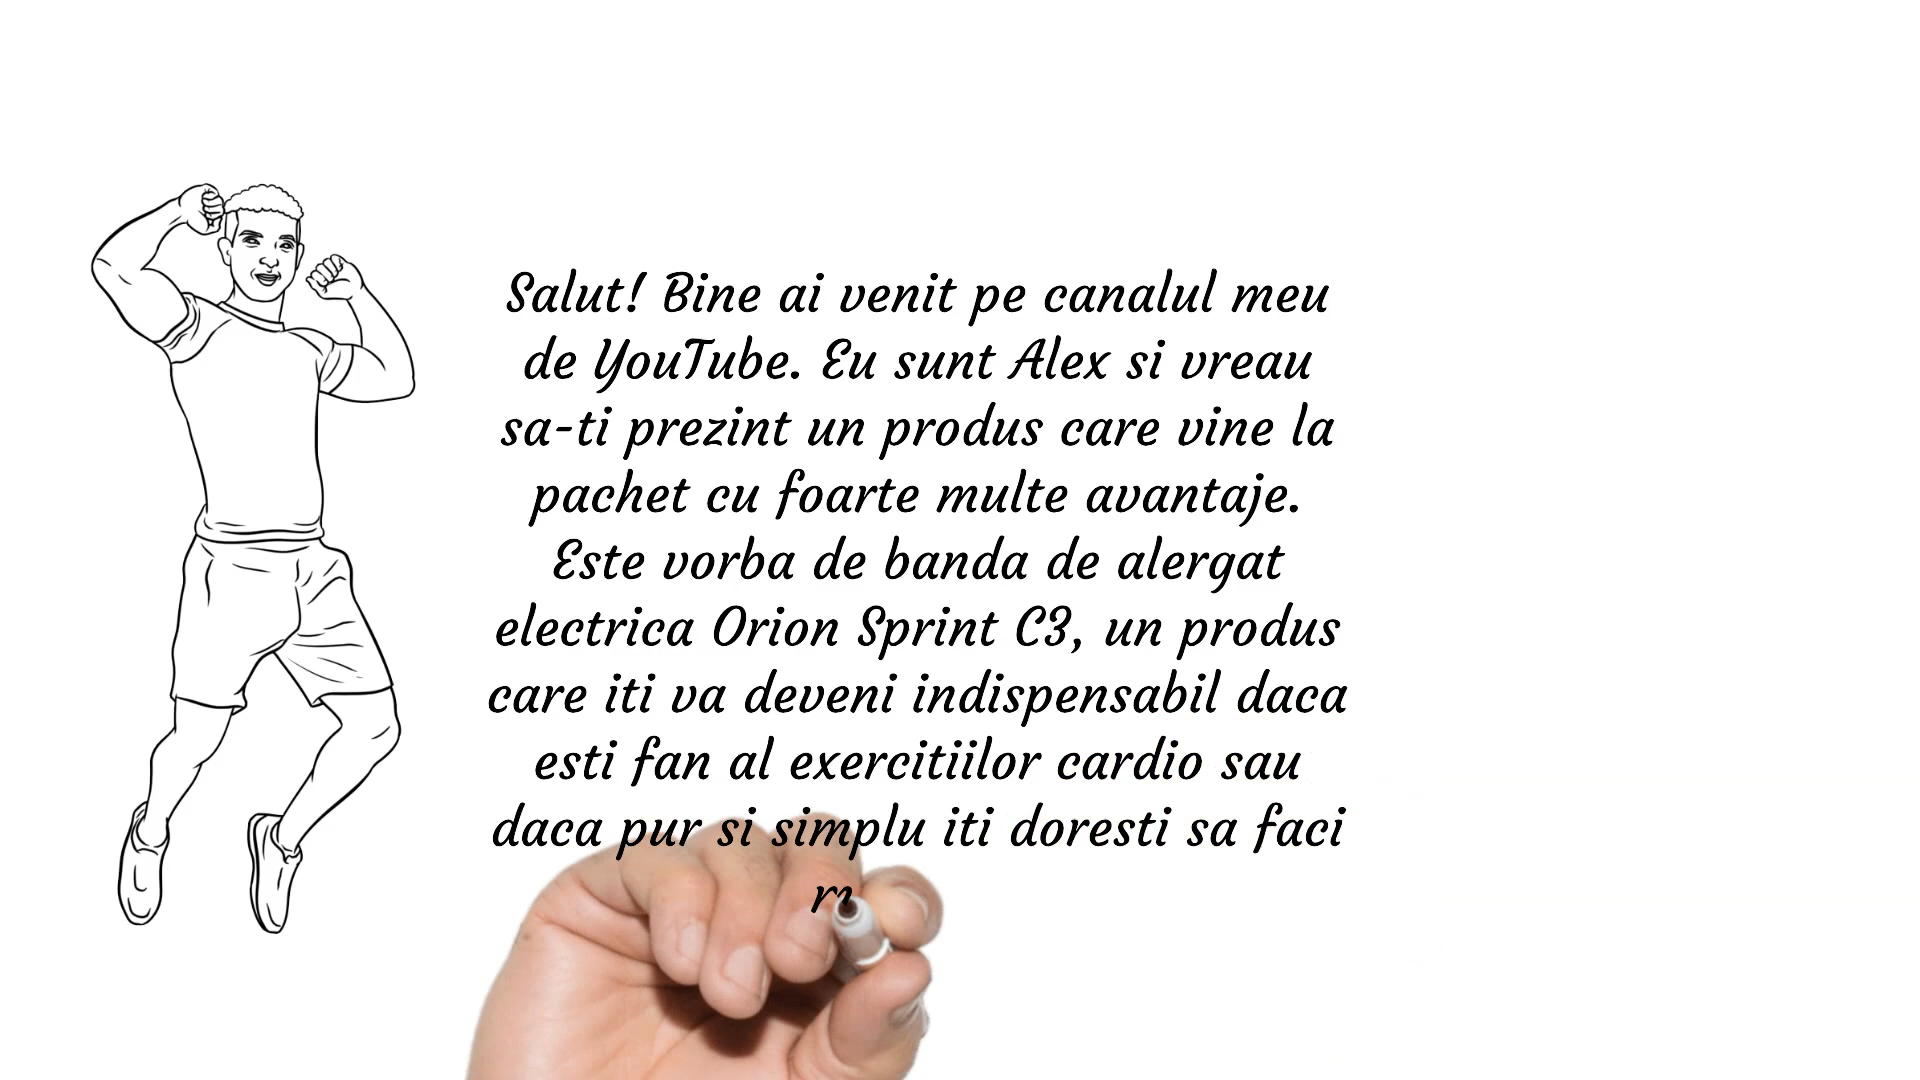 Salut! Bine ai venit pe canalul meu
de YouTube. Eu sunt Alex si vreau
sa-ti prezint un produs care vine la
pachet cu foarte multe avantaje.
Este vorba de banda de alergat
electrica Orion Sprint C3, un produs
care iti va deveni indispensabil daca
esti fan al exercitiilor cardio sau
daca pur si simplu iti doresti sa faci